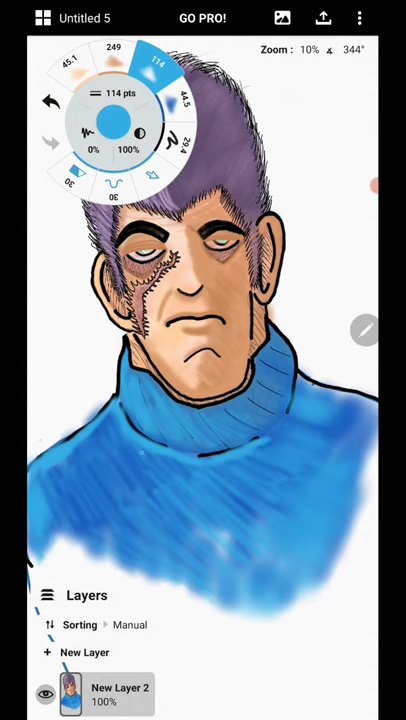 Untitled 5 GO PRO!
Zoom : 10% 344°
45.1 249 114 44.5 29.4
114 pts
0% 100%
30 30
Layers
Sorting Manual
+ New Layer
New Layer 2
100%